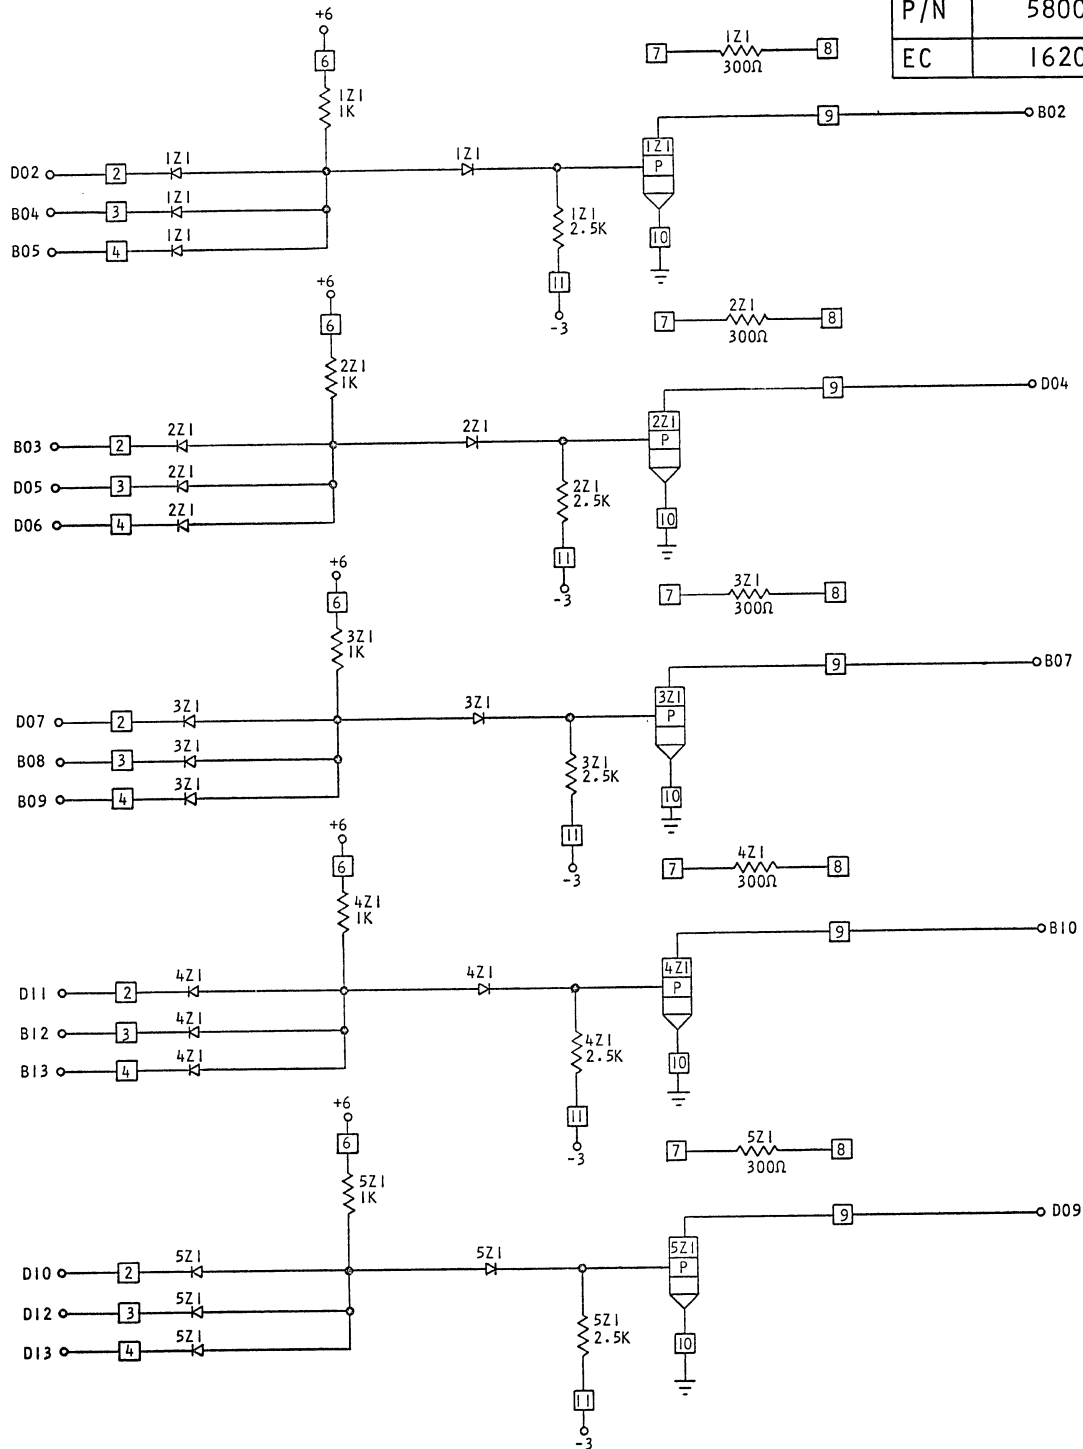 P/N 5800
EC 1620
+6
6
1Z1
1K
1Z1
300Ω
7
8
D02
2
1Z1
B04
3
1Z1
B05
4
1Z1
1Z1
1Z1
2.5K
11
-3
1Z1
P
10
9
B02
+6
6
2Z1
1K
2Z1
300Ω
7
8
B03
2
2Z1
D05
3
2Z1
D06
4
2Z1
2Z1
2Z1
2.5K
11
-3
2Z1
P
10
9
D04
+6
6
3Z1
1K
3Z1
300Ω
7
8
D07
2
3Z1
B08
3
3Z1
B09
4
3Z1
3Z1
3Z1
2.5K
11
-3
3Z1
P
10
9
B07
+6
6
4Z1
1K
4Z1
300Ω
7
8
D11
2
4Z1
B12
3
4Z1
B13
4
4Z1
4Z1
4Z1
2.5K
11
-3
4Z1
P
10
9
B10
+6
6
5Z1
1K
5Z1
300Ω
7
8
D10
2
5Z1
D12
3
5Z1
D13
4
5Z1
5Z1
5Z1
2.5K
11
-3
5Z1
P
10
9
D09